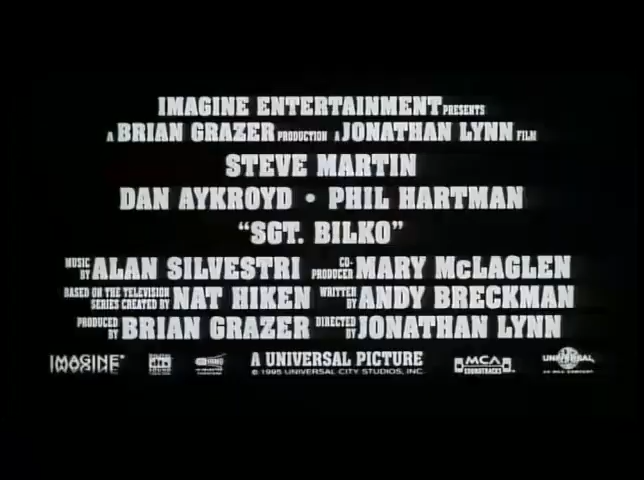 IMAGINE ENTERTAINMENT PRESENTS
A BRIAN GRAZER PRODUCTION A JONATHAN LYNN FILM
STEVE MARTIN
DAN AYKROYD • PHIL HARTMAN
"SGT. BILKO"
MUSIC BY ALAN SILVESTRI CO-PRODUCER MARY McLAGLEN
BASED ON THE TELEVISION SERIES CREATED BY NAT HIKEN WRITTEN BY ANDY BRECKMAN
PRODUCED BY BRIAN GRAZER DIRECTED BY JONATHAN LYNN
IMAGINE A UNIVERSAL PICTURE MCA SOUNDTRACKS UNIVERSAL
© 1995 UNIVERSAL CITY STUDIOS, INC.